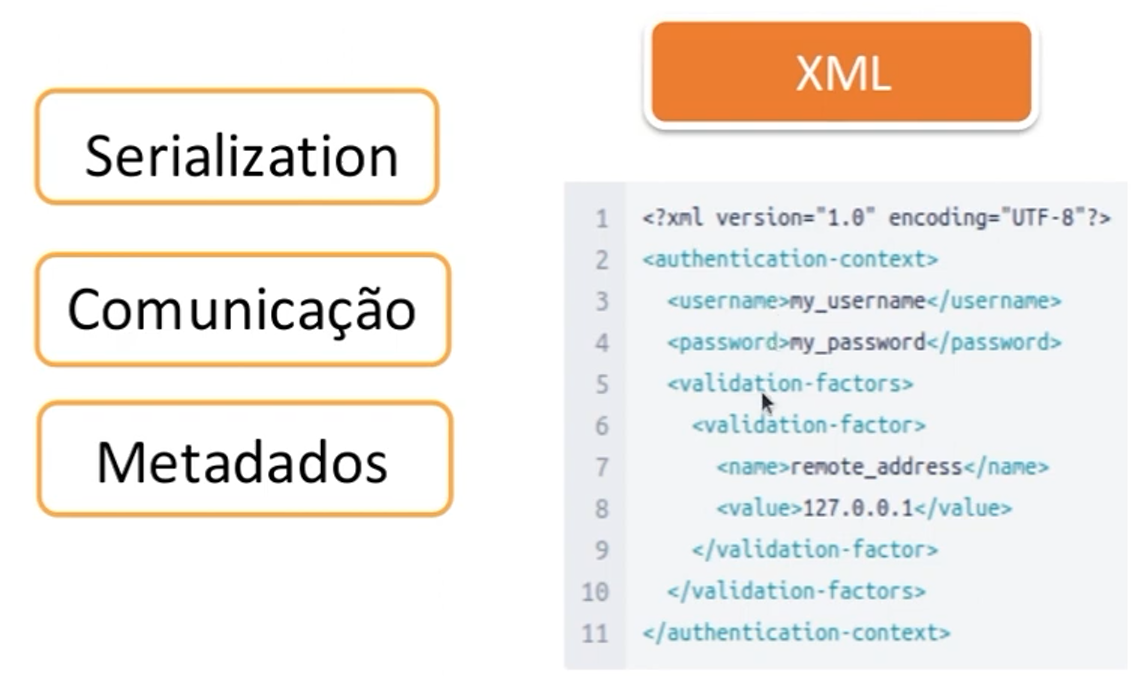 Serialization
Comunicação
Metadados
XML
1 <?xml version="1.0" encoding="UTF-8"?>
2 <authentication-context>
3 <username>my_username</username>
4 <password>my_password</password>
5 <validation-factors>
6 <validation-factor>
7 <name>remote_address</name>
8 <value>127.0.0.1</value>
9 </validation-factor>
10 </validation-factors>
11 </authentication-context>